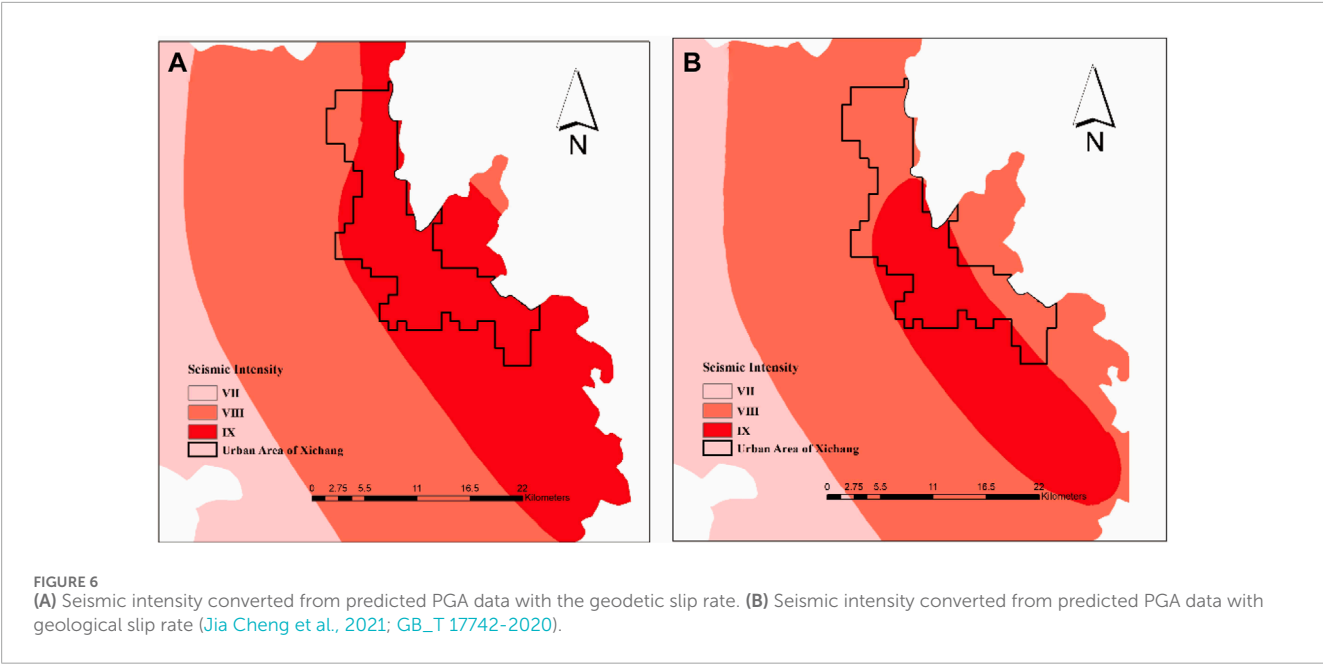 A
N
Seismic Intensity
VII
VIII
IX
Urban Area of Xichang
0 2.75 5.5 11 16.5 22
Kilometers
B
N
Seismic Intensity
VII
VIII
IX
Urban Area of Xichang
0 2.75 5.5 11 16.5 22
Kilometers
FIGURE 6
(A) Seismic intensity converted from predicted PGA data with the geodetic slip rate. (B) Seismic intensity converted from predicted PGA data with
geological slip rate (Jia Cheng et al., 2021; GB_T 17742-2020).